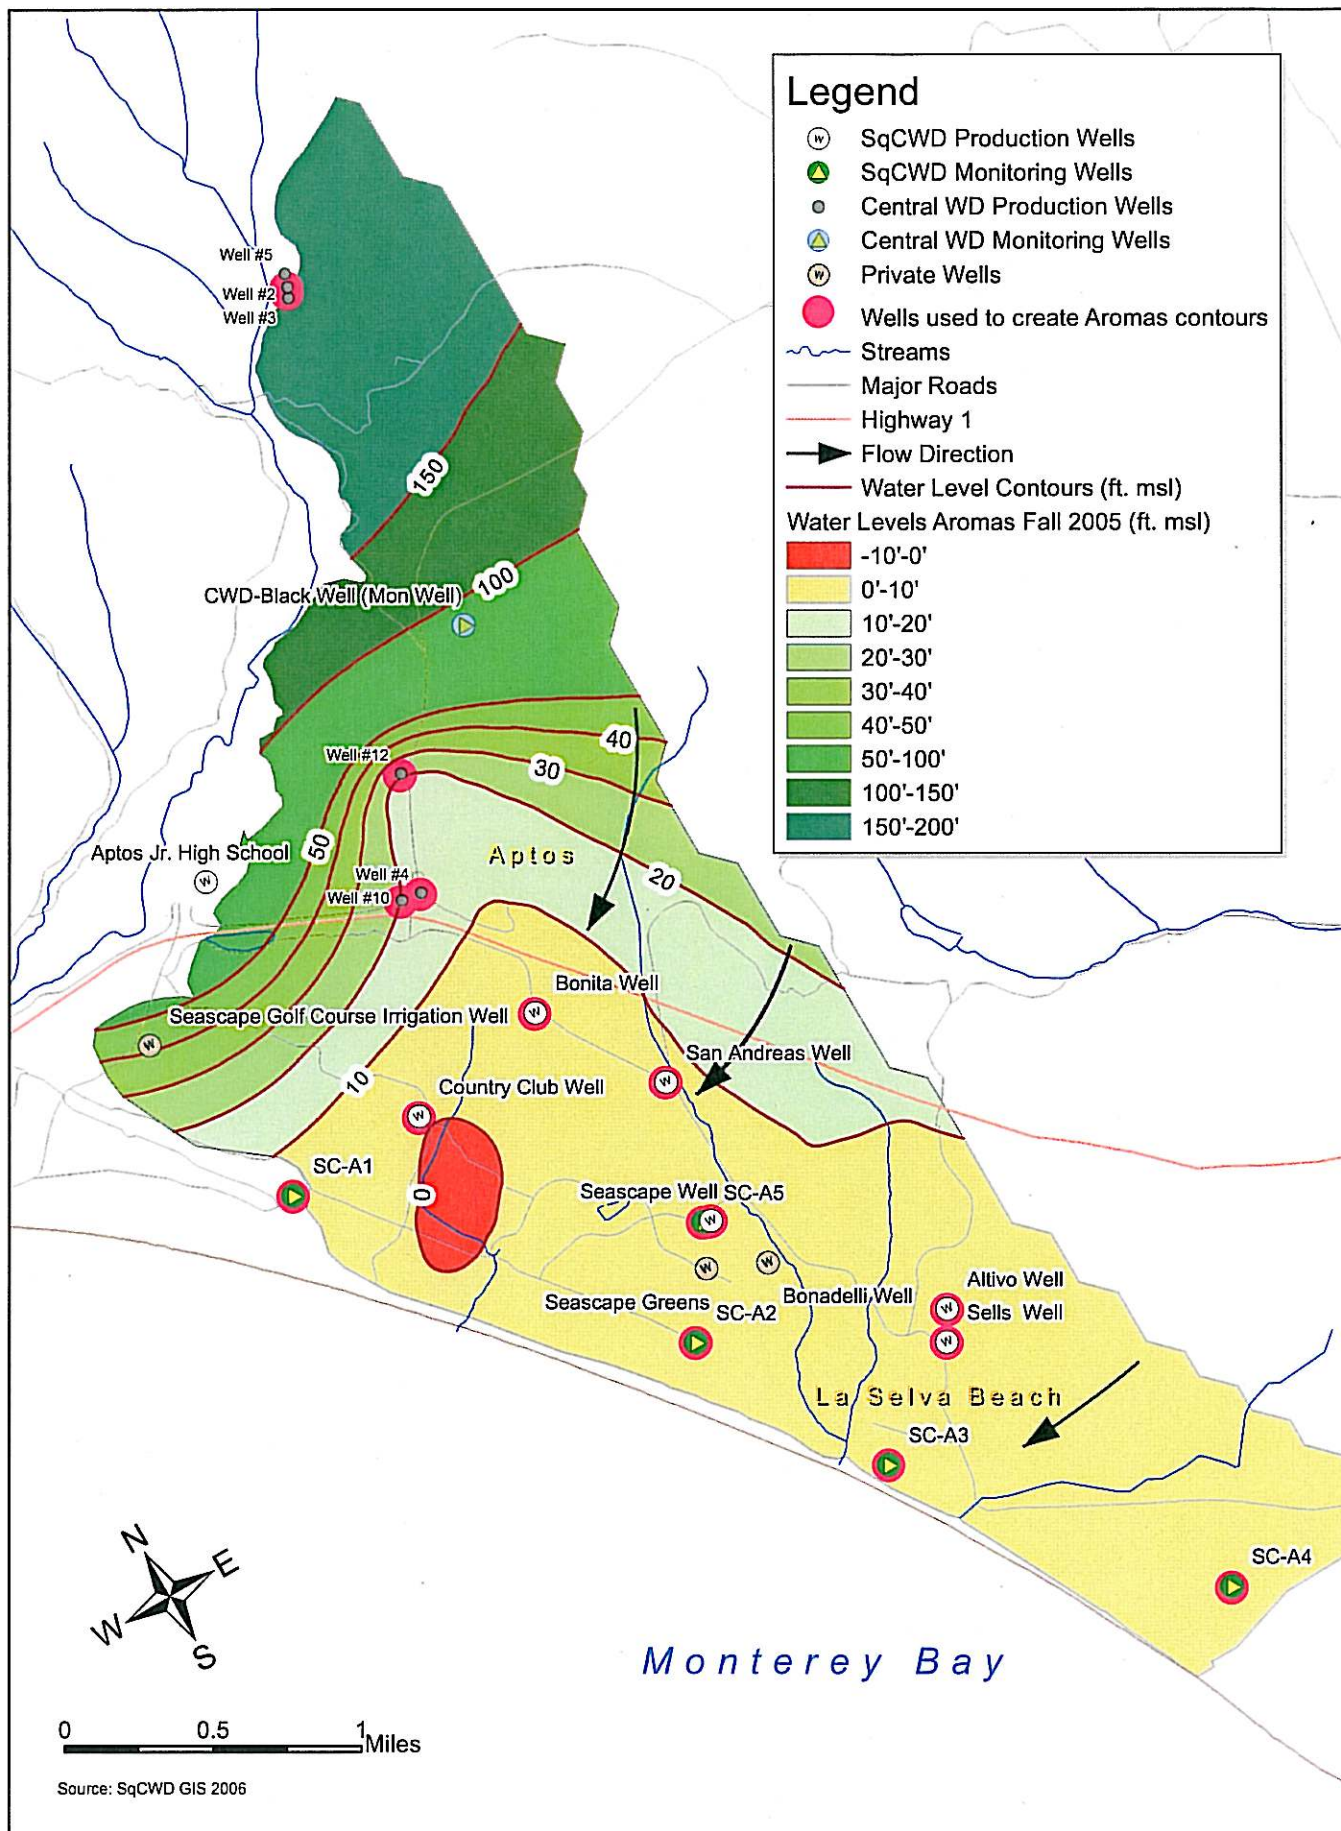 Legend
w SqCWD Production Wells
SqCWD Monitoring Wells
Central WD Production Wells
Central WD Monitoring Wells
w Private Wells
Wells used to create Aromas contours
Streams
Major Roads
Highway 1
Flow Direction
Water Level Contours (ft. msl)
Water Levels Aromas Fall 2005 (ft. msl)
-10'-0'
0'-10'
10'-20'
20'-30'
30'-40'
40'-50'
50'-100'
100'-150'
150'-200'
Well #5
Well #2
Well #3
150
100
CWD-Black Well (Mon Well)
40
Well #12
30
50
Aptos Jr. High School
w
Aptos
20
Well #4
Well #10
Bonita Well
w
Seascape Golf Course Irrigation Well
w
San Andreas Well
w
10
Country Club Well
w
SC-A1
0
Seascape Well SC-A5
w
w
w
Bonadelli Well
Altivo Well
w
Sells Well
w
Seascape Greens
SC-A2
La Selva Beach
SC-A3
SC-A4
N
E
W
S
Monterey Bay
0 0.5 1 Miles
Source: SqCWD GIS 2006